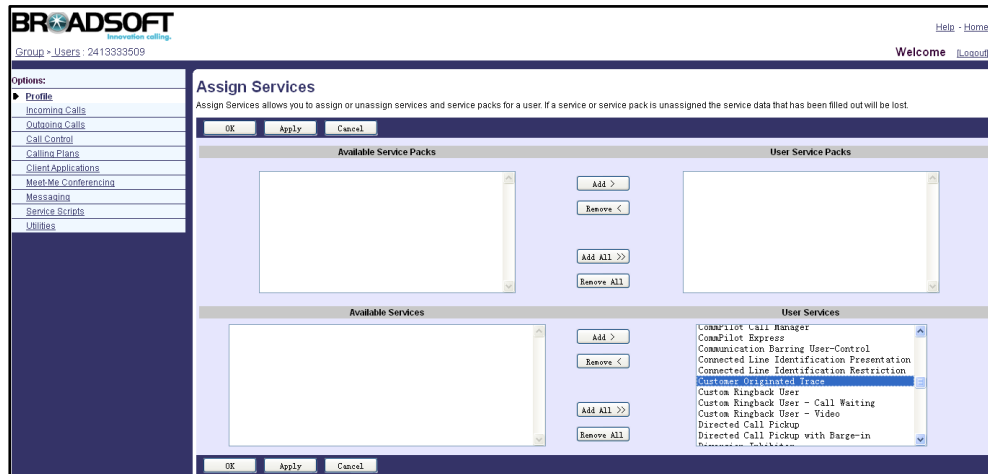 BROADSOFT
Innovation calling.
Help - Home
Group > Users : 2413333509
Welcome [Logout]
Options:
Profile
Incoming Calls
Outgoing Calls
Call Control
Calling Plans
Client Applications
Meet-Me Conferencing
Messaging
Service Scripts
Utilities
Assign Services
Assign Services allows you to assign or unassign services and service packs for a user. If a service or service pack is unassigned the service data that has been filled out will be lost.
OK Apply Cancel
Available Service Packs User Service Packs
Add >
Remove <
Add All >>
Remove All
Available Services User Services
Add >
Remove <
Add All >>
Remove All
CommPilot Call Manager
CommPilot Express
Communication Barring User-Control
Connected Line Identification Presentation
Connected Line Identification Restriction
Customer Originated Trace
Custom Ringback User
Custom Ringback User - Call Waiting
Custom Ringback User - Video
Directed Call Pickup
Directed Call Pickup with Barge-in
OK Apply Cancel